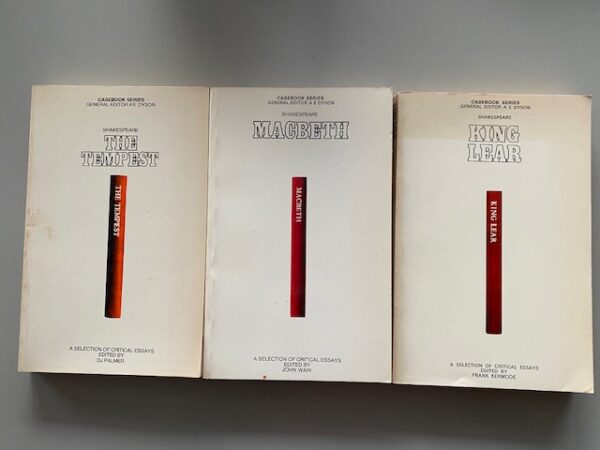 CASEBOOK SERIES
GENERAL EDITOR A E DYSON
SHAKESPEARE
THE
TEMPEST
THE TEMPEST
A SELECTION OF CRITICAL ESSAYS
EDITED BY
DJ PALMER
CASEBOOK SERIES
GENERAL EDITOR A E DYSON
SHAKESPEARE
MACBETH
MACBETH
A SELECTION OF CRITICAL ESSAYS
EDITED BY
JOHN WAIN
CASEBOOK SERIES
GENERAL EDITOR A E DYSON
SHAKESPEARE
KING
LEAR
KING LEAR
A SELECTION OF CRITICAL ESSAYS
EDITED BY
FRANK KERMODE